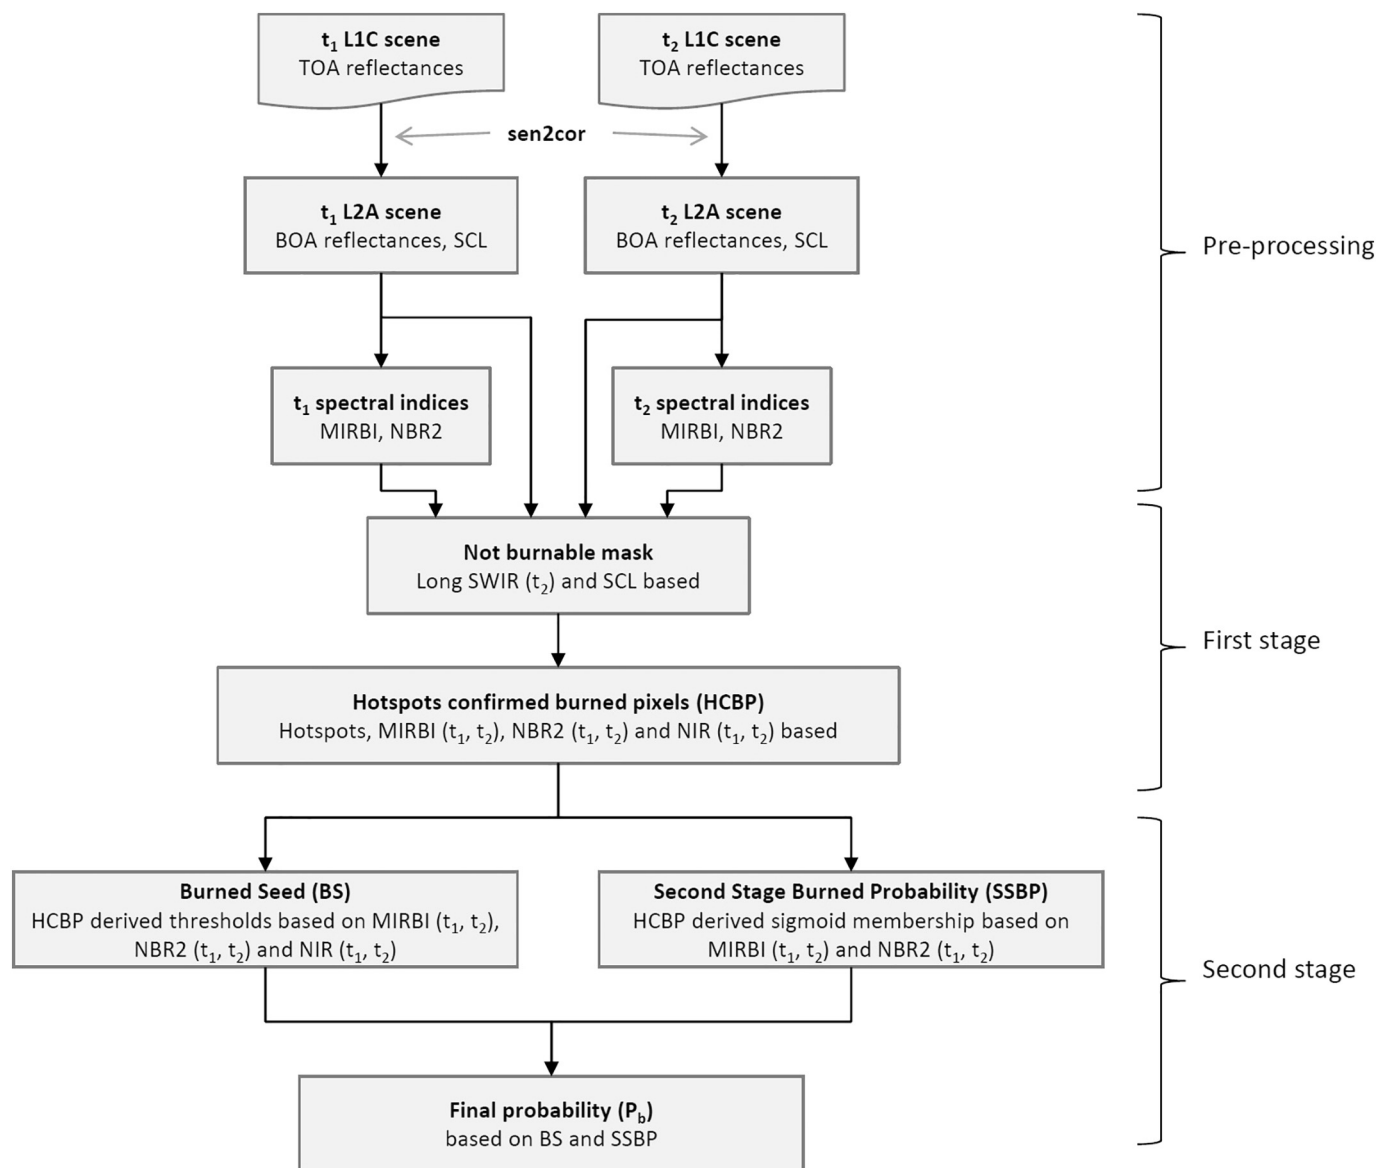 t₁ L1C scene
TOA reflectances
t₂ L1C scene
TOA reflectances
sen2cor
t₁ L2A scene
BOA reflectances, SCL
t₂ L2A scene
BOA reflectances, SCL
Pre-processing
t₁ spectral indices
MIRBI, NBR2
t₂ spectral indices
MIRBI, NBR2
Not burnable mask
Long SWIR (t₂) and SCL based
First stage
Hotspots confirmed burned pixels (HCBP)
Hotspots, MIRBI (t₁, t₂), NBR2 (t₁, t₂) and NIR (t₁, t₂) based
Burned Seed (BS)
HCBP derived thresholds based on MIRBI (t₁, t₂),
NBR2 (t₁, t₂) and NIR (t₁, t₂)
Second Stage Burned Probability (SSBP)
HCBP derived sigmoid membership based on
MIRBI (t₁, t₂) and NBR2 (t₁, t₂)
Second stage
Final probability (P_b)
based on BS and SSBP